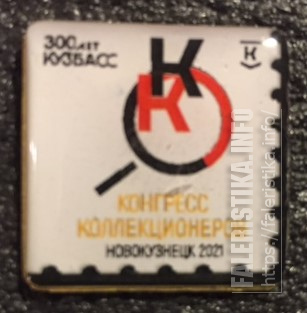 300 лет
КУЗБАСС
К
К
К
КОНГРЕСС
КОЛЛЕКЦИОНЕРОВ
НОВОКУЗНЕЦК 2021
FALERISTIKA.INFO
https://faleristika.info/